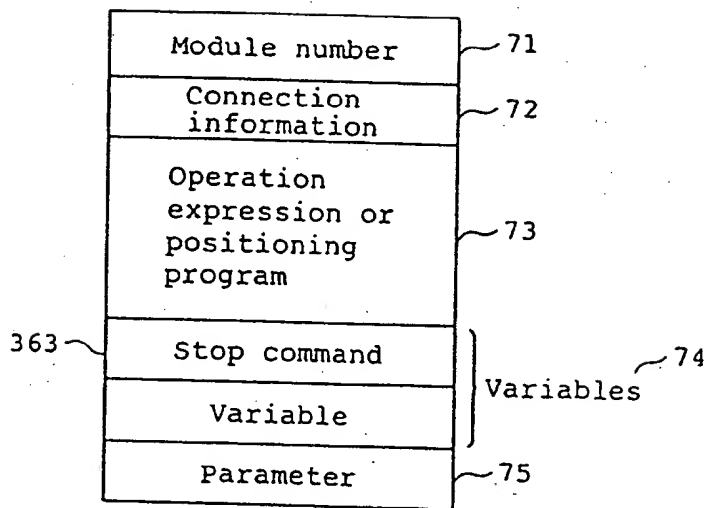 Module number
71
Connection
information
72
Operation
expression or
positioning
program
73
363
Stop command
Variable
Variables
74
Parameter
75